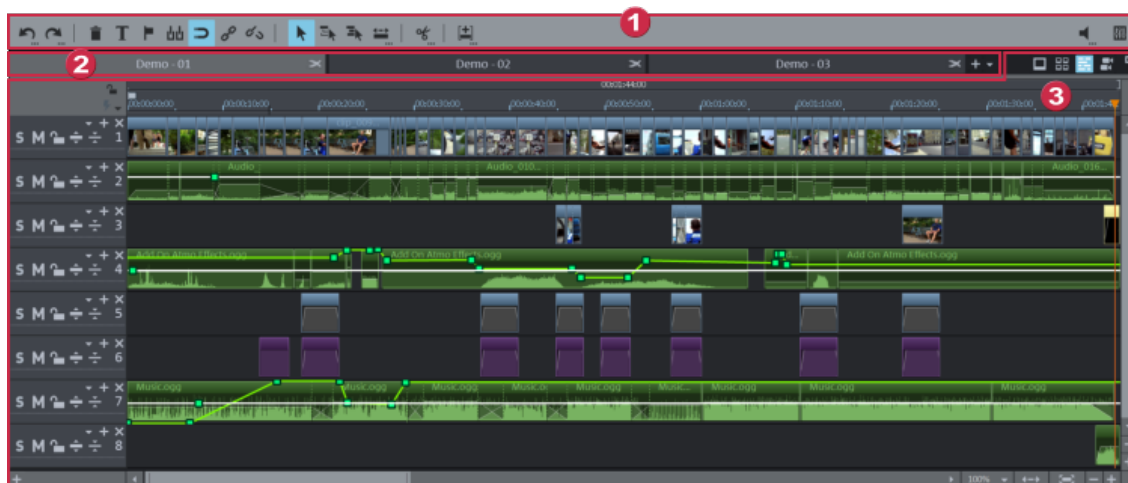 1
T
2
Demo - 01
Demo - 02
Demo - 03
3
00:01:44:00
00:00:00:00 00:00:10:00 00:00:20:00 00:00:30:00 00:00:40:00 00:00:50:00 00:01:00:00 00:01:10:00 00:01:20:00 00:01:30:00
S M 1
S M 2
Audio_
Audio_010...
Audio_016...
S M 3
S M 4
Add On Atmo Effects.ogg
Add On Atmo Effects.ogg
Add On Atmo Effects.ogg
S M 5
S M 6
S M 7
Music.ogg
Music.ogg
Music.ogg
Music.o
Music.ogg
Music...
Music.ogg
Music.ogg
Music.ogg
S M 8
100%